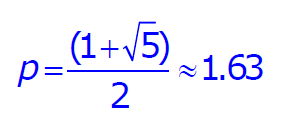 p = (1+√5)/2 ≈ 1.63